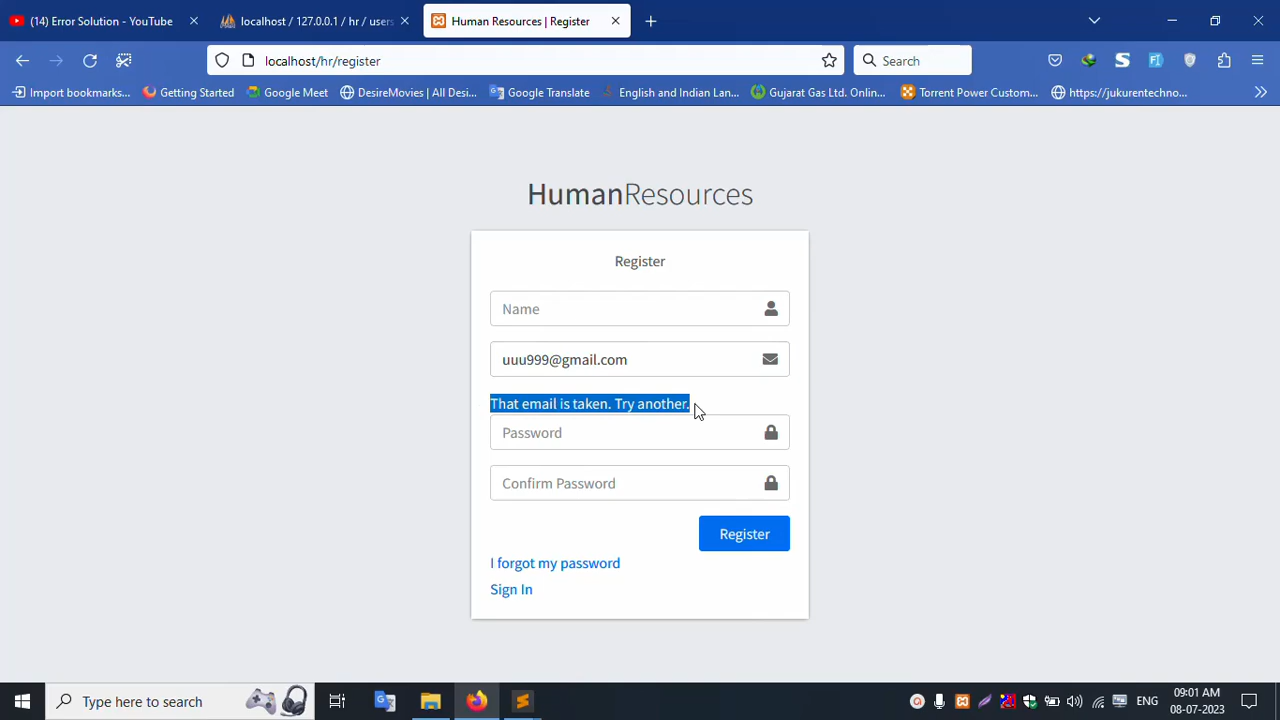 (14) Error Solution - YouTube
localhost / 127.0.0.1 / hr / users
Human Resources | Register
localhost/hr/register
Search
Import bookmarks...
Getting Started
Google Meet
DesireMovies | All Desi...
Google Translate
English and Indian Lan...
Gujarat Gas Ltd. Onlin...
Torrent Power Custom...
https://jukurentechno...
HumanResources
Register
Name
uuu999@gmail.com
That email is taken. Try another.
Password
Confirm Password
Register
I forgot my password
Sign In
Type here to search
ENG
09:01 AM
08-07-2023